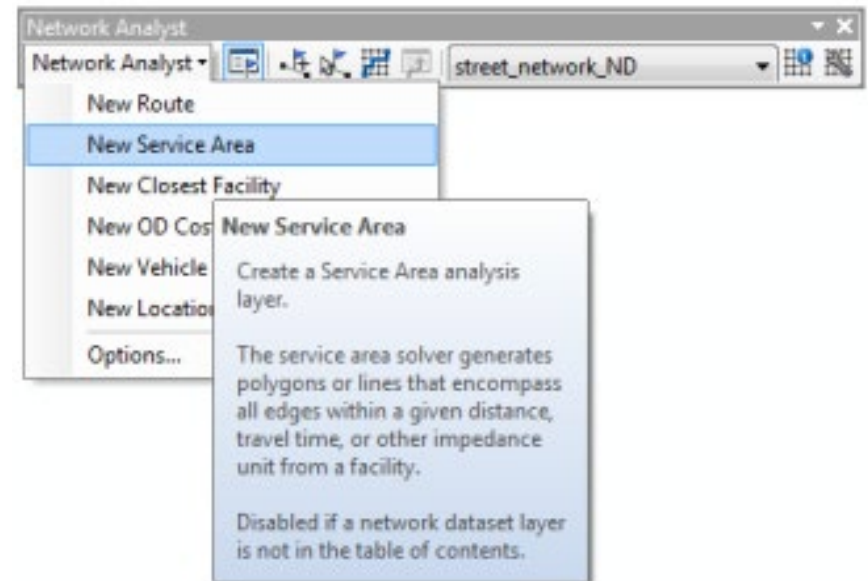 Network Analyst
Network Analyst
street_network_ND
New Route
New Service Area
New Closest Facility
New OD Cos
New Vehicle
New Location
Options...
New Service Area
Create a Service Area analysis
layer.
The service area solver generates
polygons or lines that encompass
all edges within a given distance,
travel time, or other impedance
unit from a facility.
Disabled if a network dataset layer
is not in the table of contents.